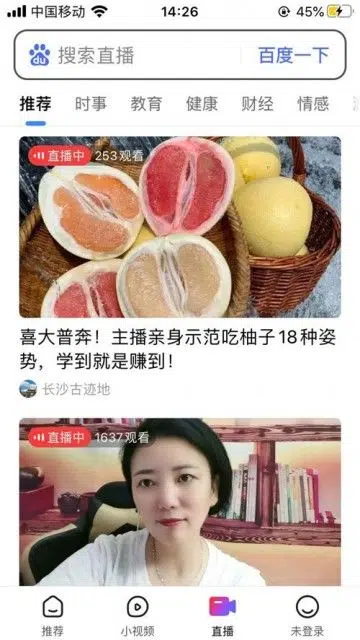 中国移动
14:26
45%
du
搜索直播
百度一下
推荐
时事
教育
健康
财经
情感
直播中
253观看
喜大普奔！主播亲身示范吃柚子18种姿
势，学到就是赚到！
长沙古迹地
直播中
1637观看
推荐
小视频
直播
未登录